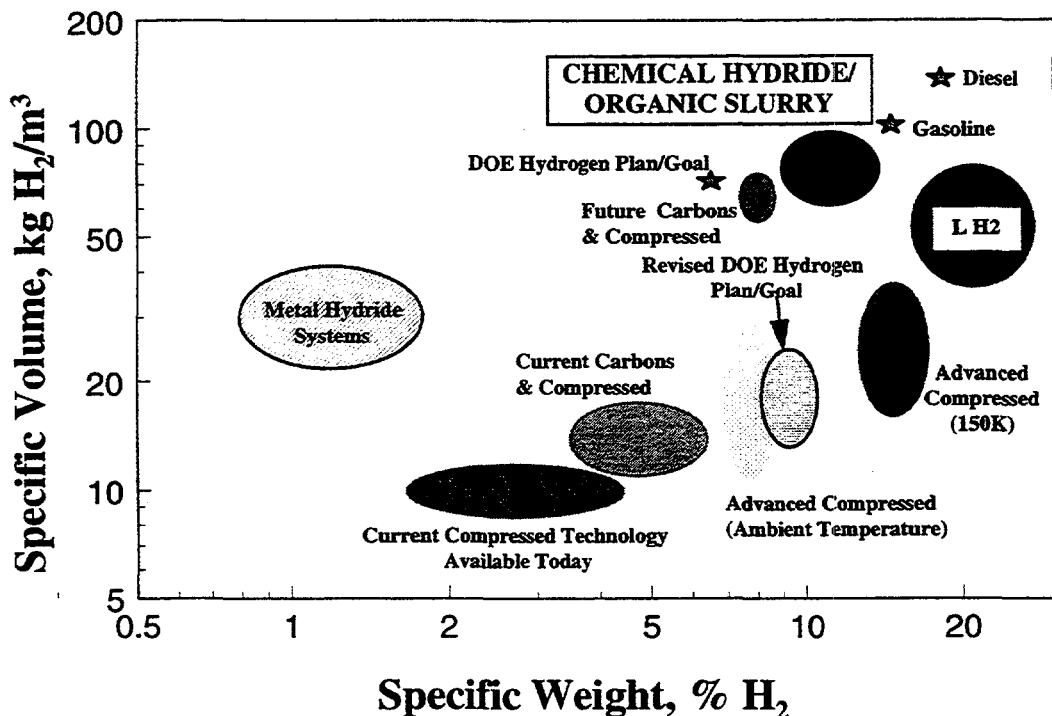 200
100
50
20
10
5
Specific Volume, kg H₂/m³
CHEMICAL HYDRIDE/
ORGANIC SLURRY
Diesel
Gasoline
DOE Hydrogen Plan/Goal
Future Carbons
& Compressed
L H2
Revised DOE Hydrogen
Plan/Goal
Metal Hydride
Systems
Current Carbons
& Compressed
Advanced
Compressed
(150K)
Advanced Compressed
(Ambient Temperature)
Current Compressed Technology
Available Today
0.5 1 2 5 10 20
Specific Weight, % H₂